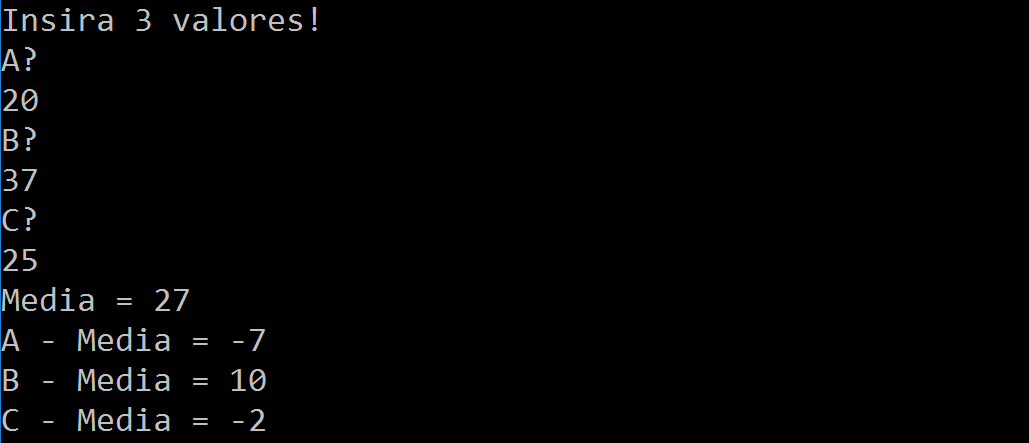 Insira 3 valores!
A?
20
B?
37
C?
25
Media = 27
A - Media = -7
B - Media = 10
C - Media = -2